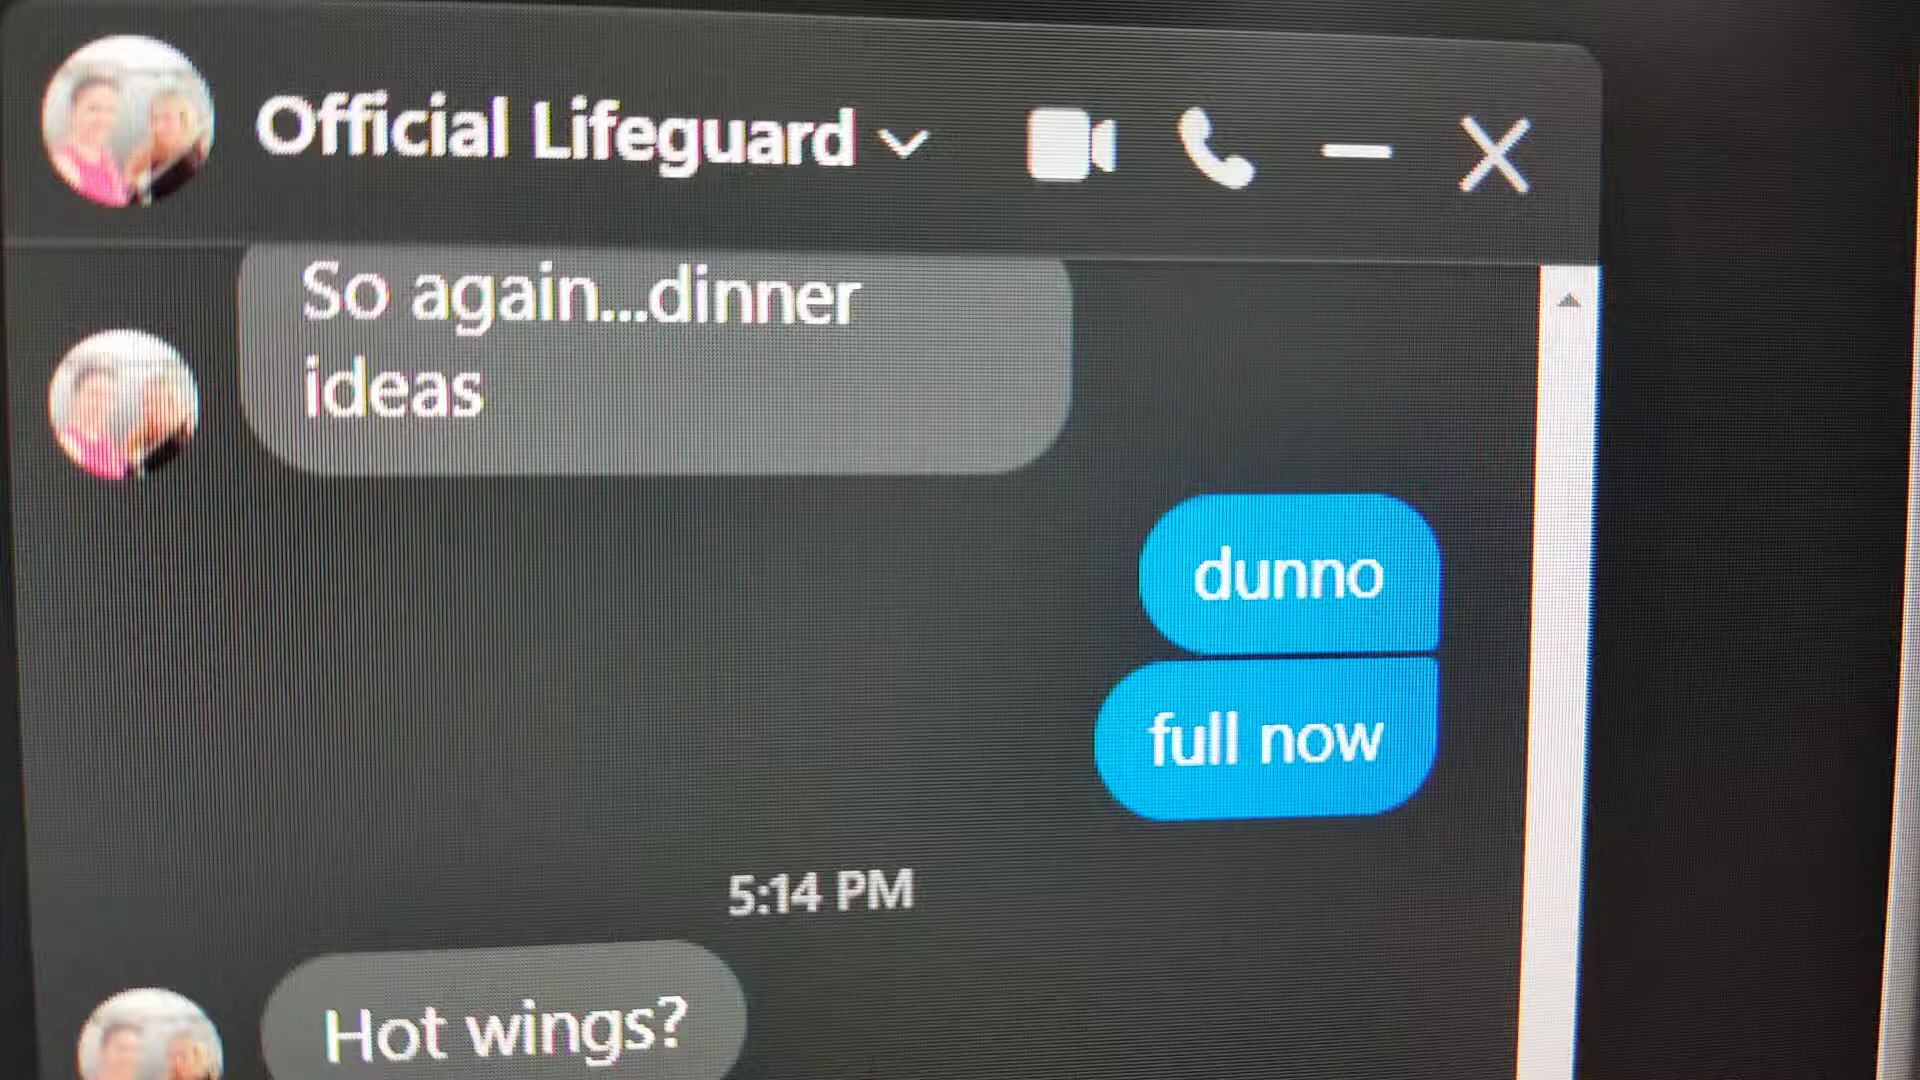 Official Lifeguard
So again...dinner
ideas
dunno
full now
5:14 PM
Hot wings?